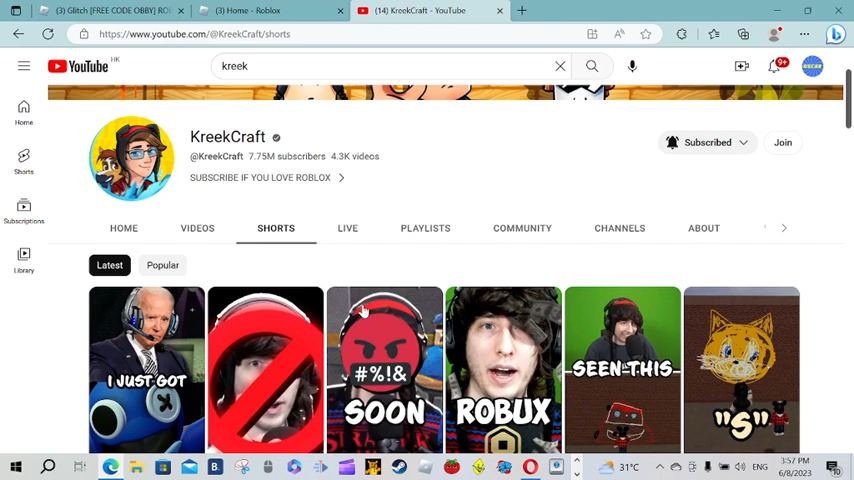 (3) Glitch [FREE CODE OBBY] RO
(3) Home - Roblox
(14) KreekCraft - YouTube
https://www.youtube.com/@KreekCraft/shorts
YouTube HK
kreek
9+
OSCAR
Home
Shorts
Subscriptions
Library
KreekCraft
@KreekCraft 7.75M subscribers 4.3K videos
SUBSCRIBE IF YOU LOVE ROBLOX
Subscribed
Join
HOME
VIDEOS
SHORTS
LIVE
PLAYLISTS
COMMUNITY
CHANNELS
ABOUT
Latest
Popular
I JUST GOT
#%!&
SOON
ROBUX
SEEN THIS
"S"
31°C
ENG
3:57 PM
6/8/2023
10